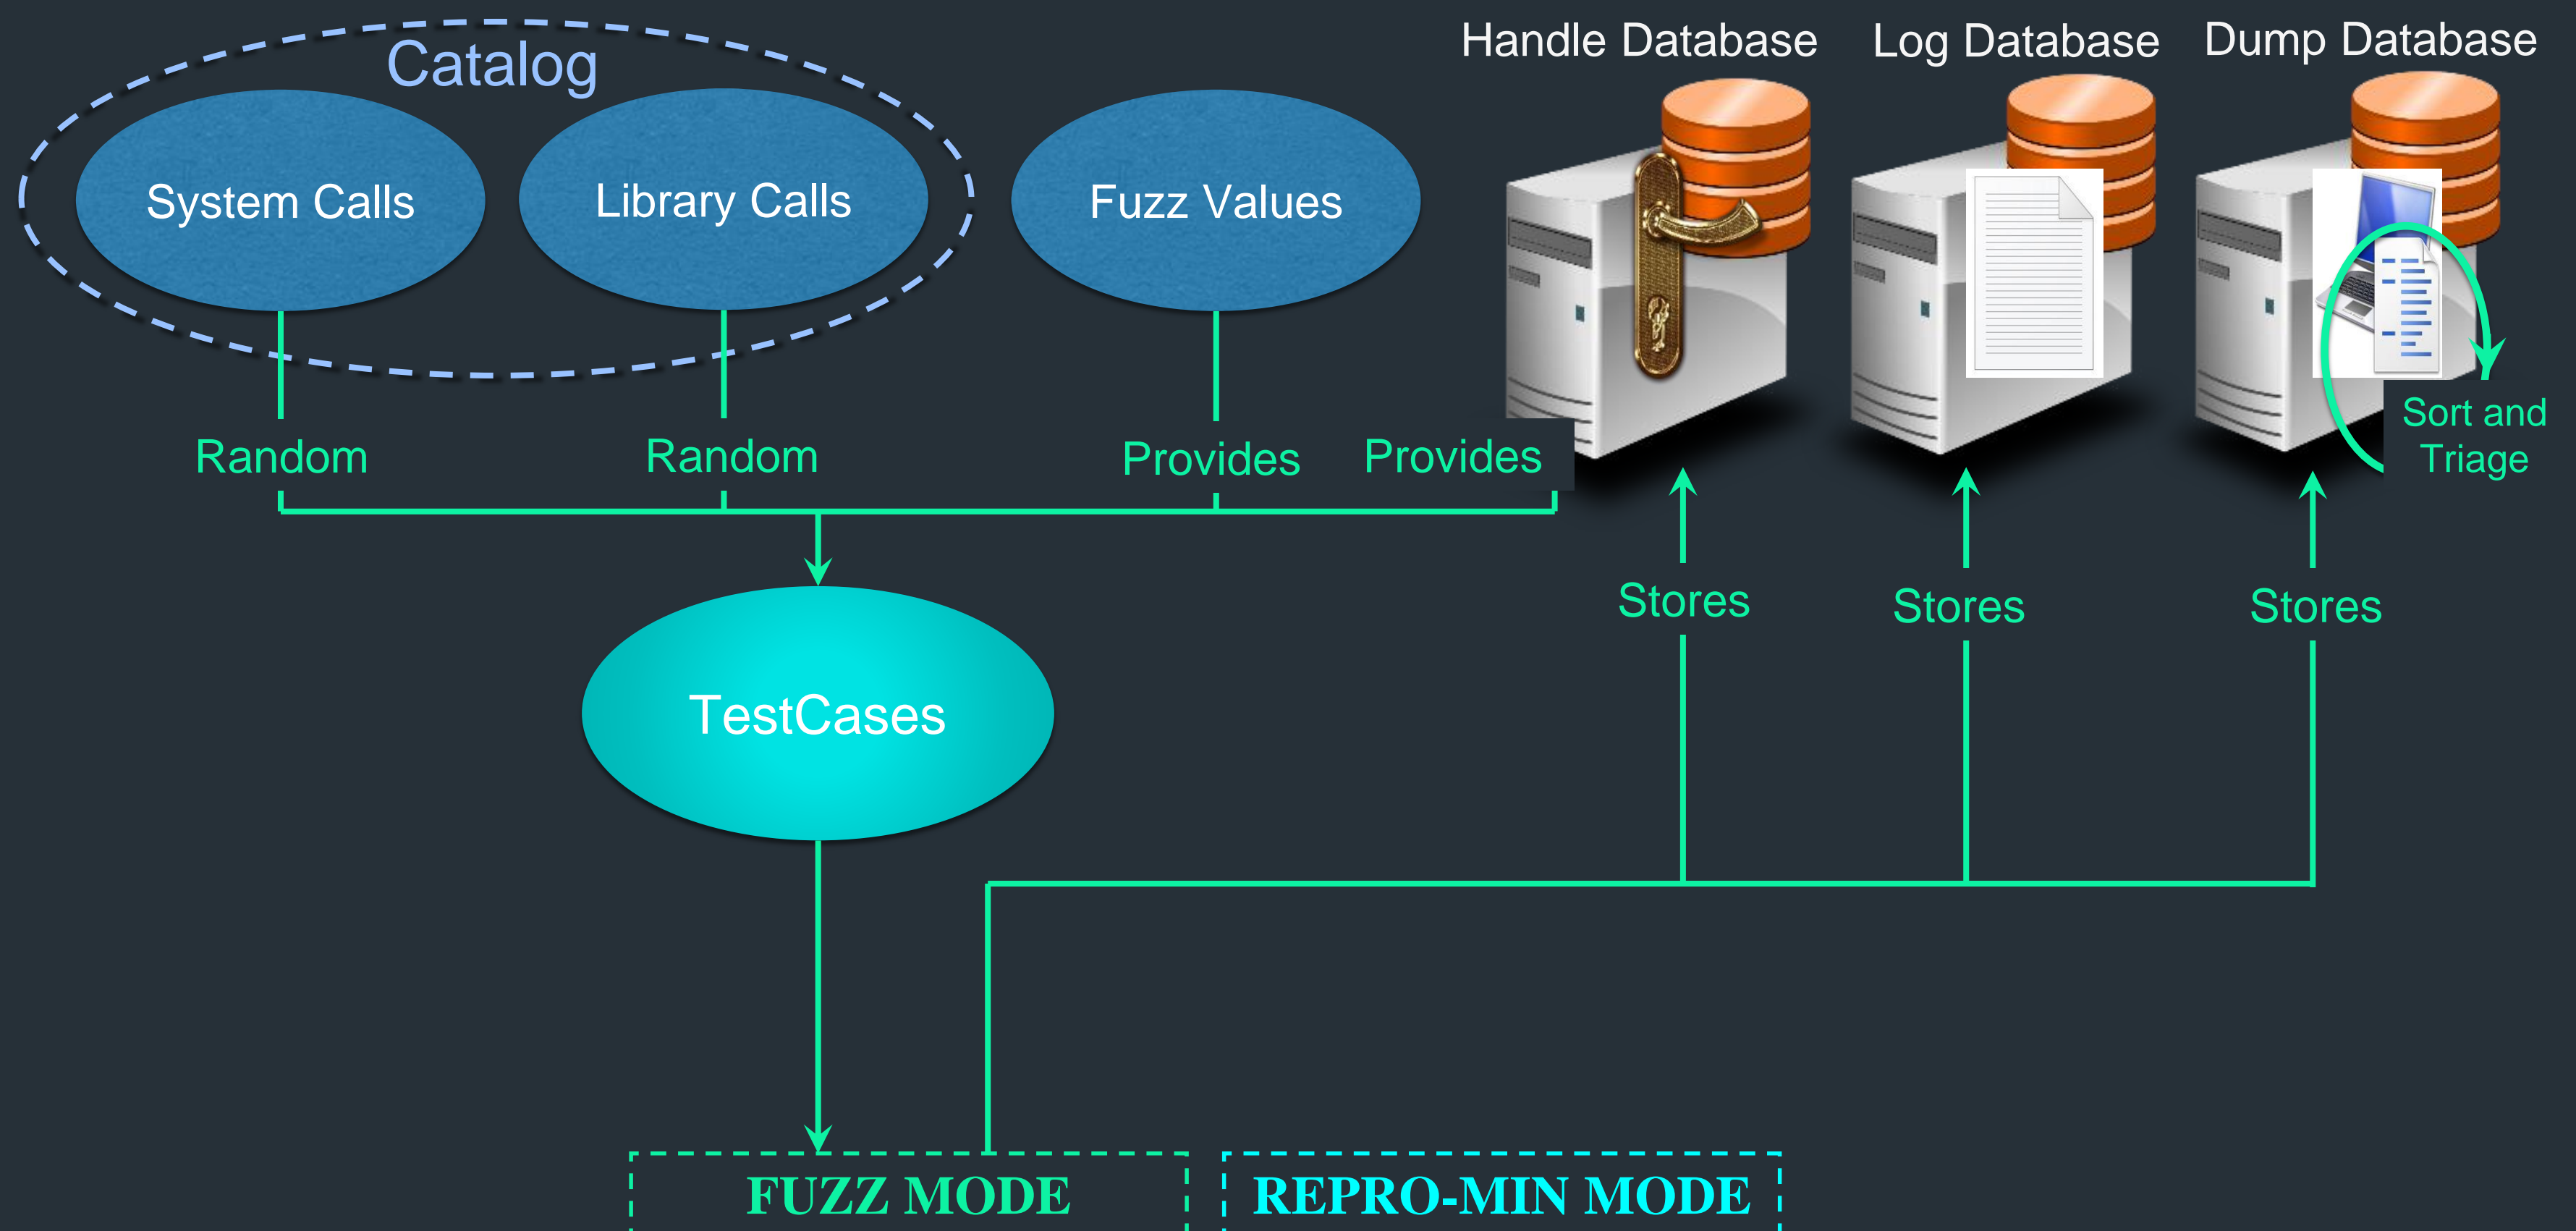 Catalog
Handle Database
Log Database
Dump Database
System Calls
Library Calls
Fuzz Values
Sort and
Triage
Random
Random
Provides
Provides
Stores
Stores
Stores
TestCases
FUZZ MODE
REPRO-MIN MODE